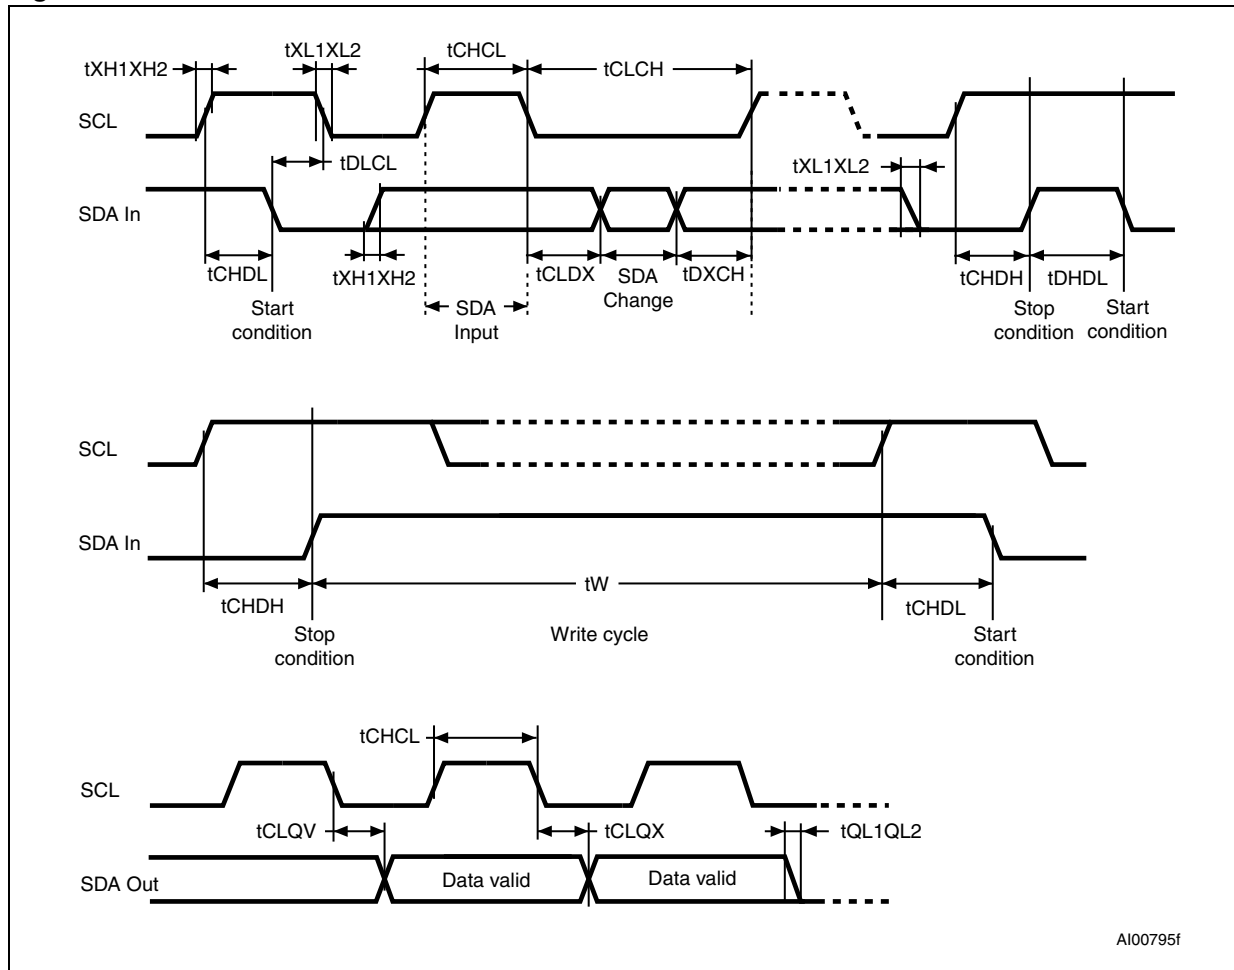 tXH1XH2
tXL1XL2
tCHCL
tCLCH
SCL
tDLCL
tXL1XL2
SDA In
tCHDL
tXH1XH2
tCLDX
SDA
Change
tDXCH
tCHDH
tDHDL
Start
condition
SDA
Input
Stop
condition
Start
condition
SCL
SDA In
tCHDH
tW
tCHDL
Stop
condition
Write cycle
Start
condition
tCHCL
SCL
tCLQV
tCLQX
tQL1QL2
SDA Out
Data valid
Data valid
AI00795f